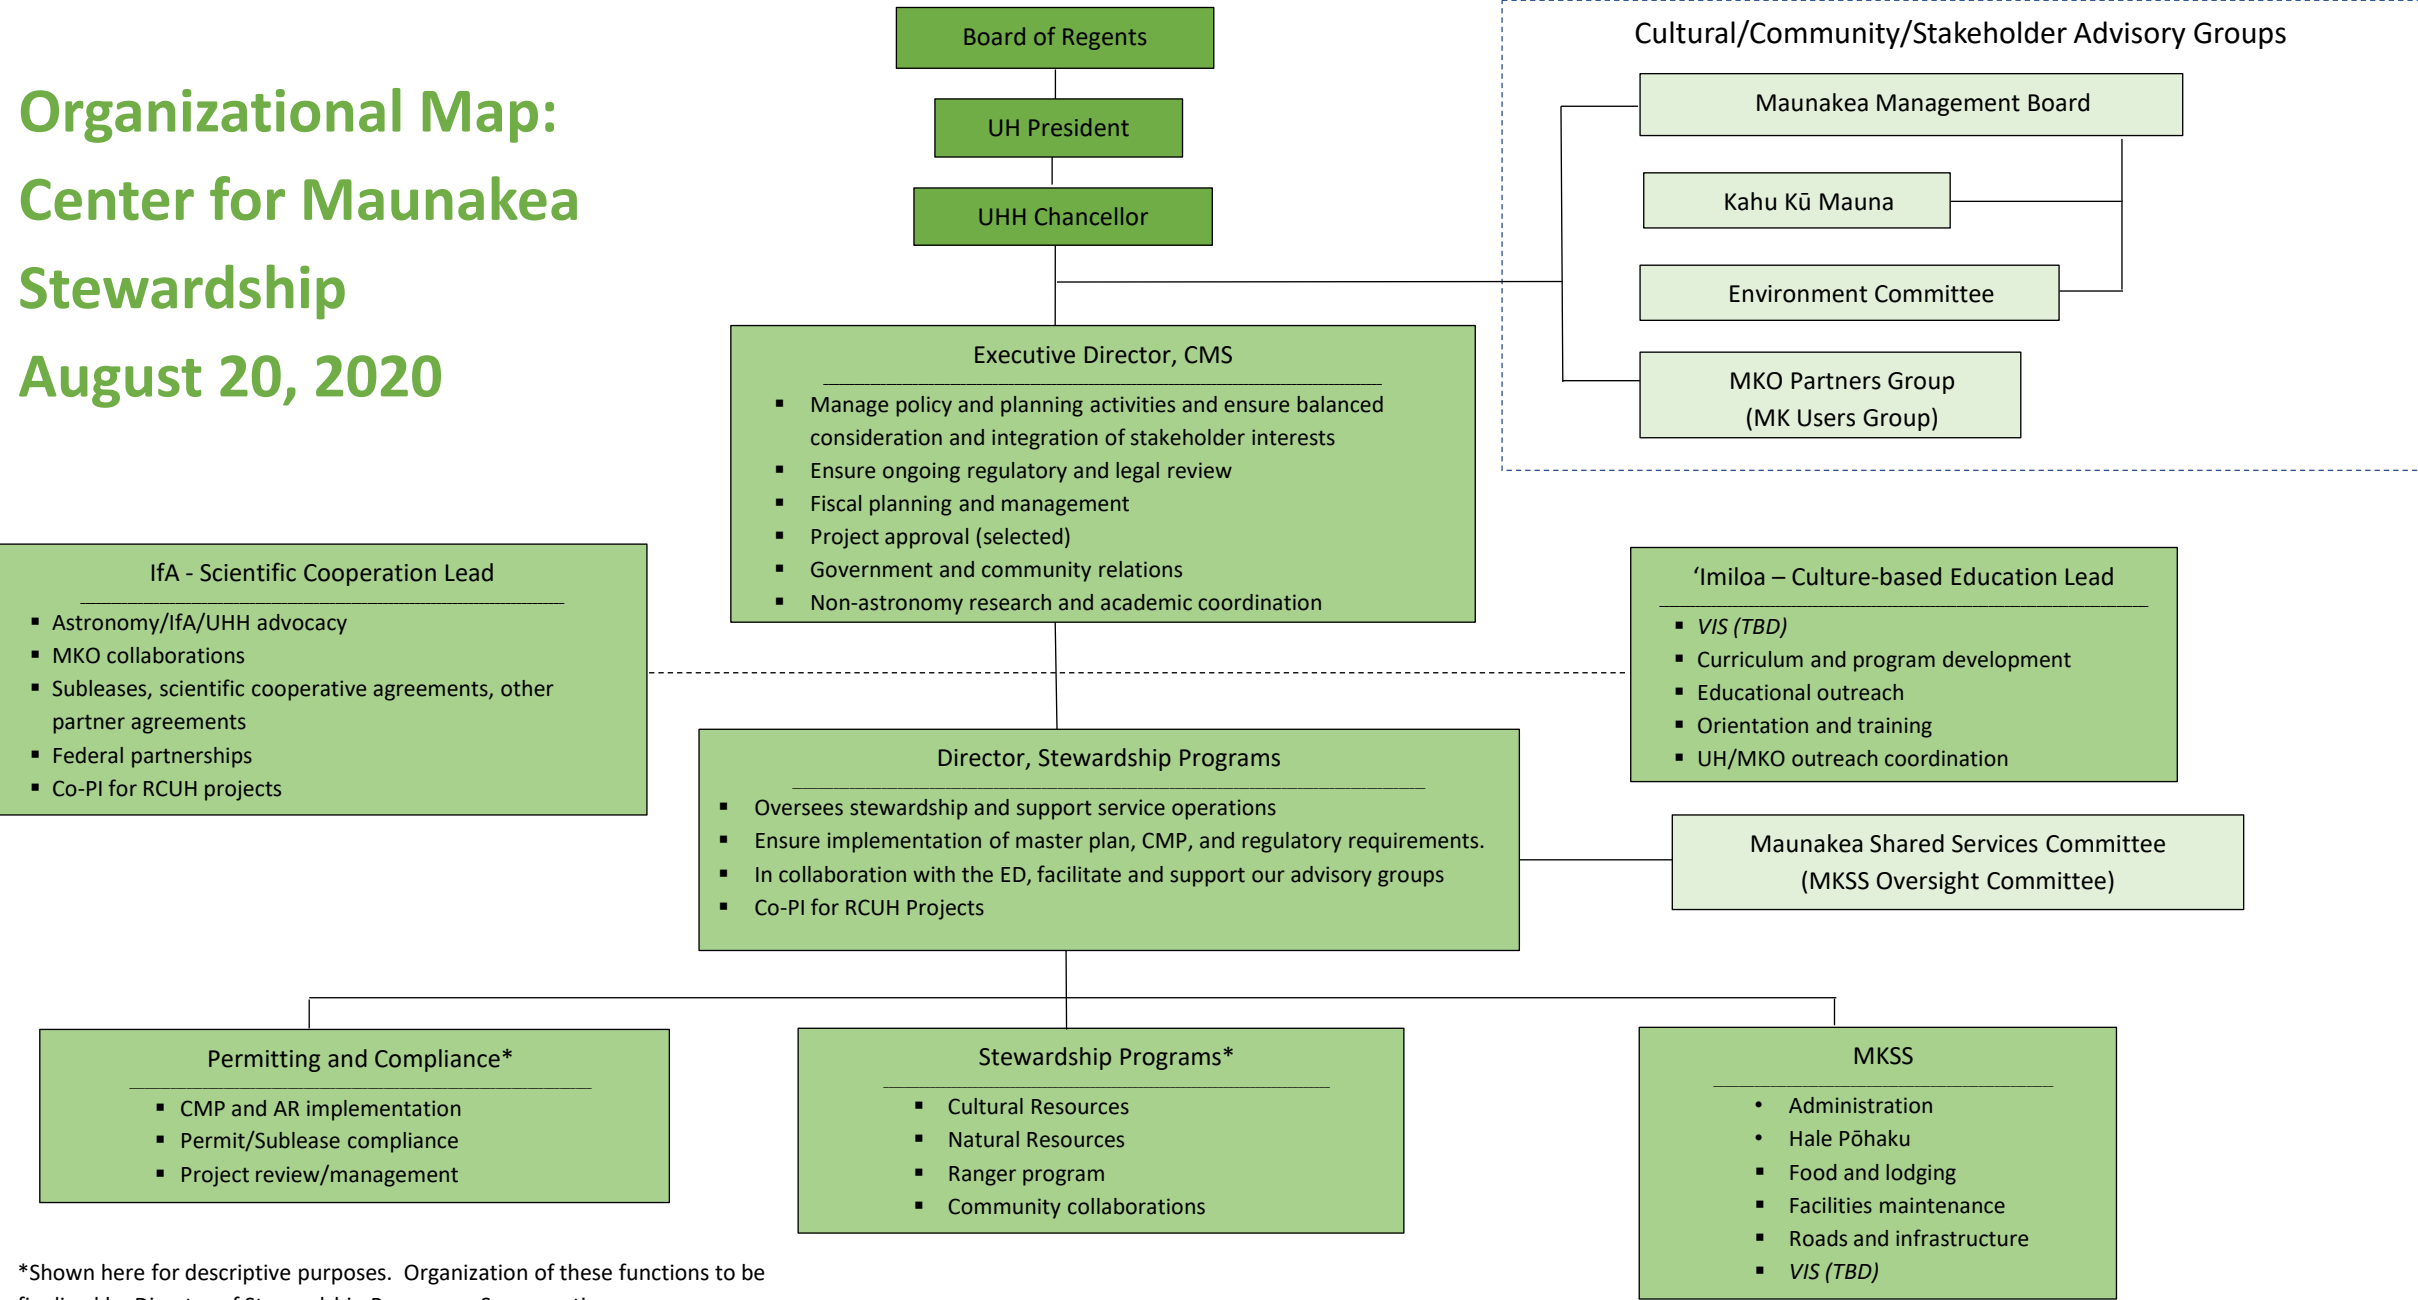 Organizational Map:
Center for Maunakea
Stewardship
August 20, 2020
Board of Regents
UH President
UHH Chancellor
Cultural/Community/Stakeholder Advisory Groups
Maunakea Management Board
Kahu Kū Mauna
Environment Committee
MKO Partners Group
(MK Users Group)
Executive Director, CMS
▪ Manage policy and planning activities and ensure balanced
consideration and integration of stakeholder interests
▪ Ensure ongoing regulatory and legal review
▪ Fiscal planning and management
▪ Project approval (selected)
▪ Government and community relations
▪ Non-astronomy research and academic coordination
IfA - Scientific Cooperation Lead
▪ Astronomy/IfA/UHH advocacy
▪ MKO collaborations
▪ Subleases, scientific cooperative agreements, other
partner agreements
▪ Federal partnerships
▪ Co-PI for RCUH projects
‘Imiloa – Culture-based Education Lead
▪ VIS (TBD)
▪ Curriculum and program development
▪ Educational outreach
▪ Orientation and training
▪ UH/MKO outreach coordination
Director, Stewardship Programs
▪ Oversees stewardship and support service operations
▪ Ensure implementation of master plan, CMP, and regulatory requirements.
▪ In collaboration with the ED, facilitate and support our advisory groups
▪ Co-PI for RCUH Projects
Maunakea Shared Services Committee
(MKSS Oversight Committee)
Permitting and Compliance*
▪ CMP and AR implementation
▪ Permit/Sublease compliance
▪ Project review/management
Stewardship Programs*
▪ Cultural Resources
▪ Natural Resources
▪ Ranger program
▪ Community collaborations
MKSS
• Administration
• Hale Pōhaku
▪ Food and lodging
▪ Facilities maintenance
▪ Roads and infrastructure
▪ VIS (TBD)
*Shown here for descriptive purposes. Organization of these functions to be